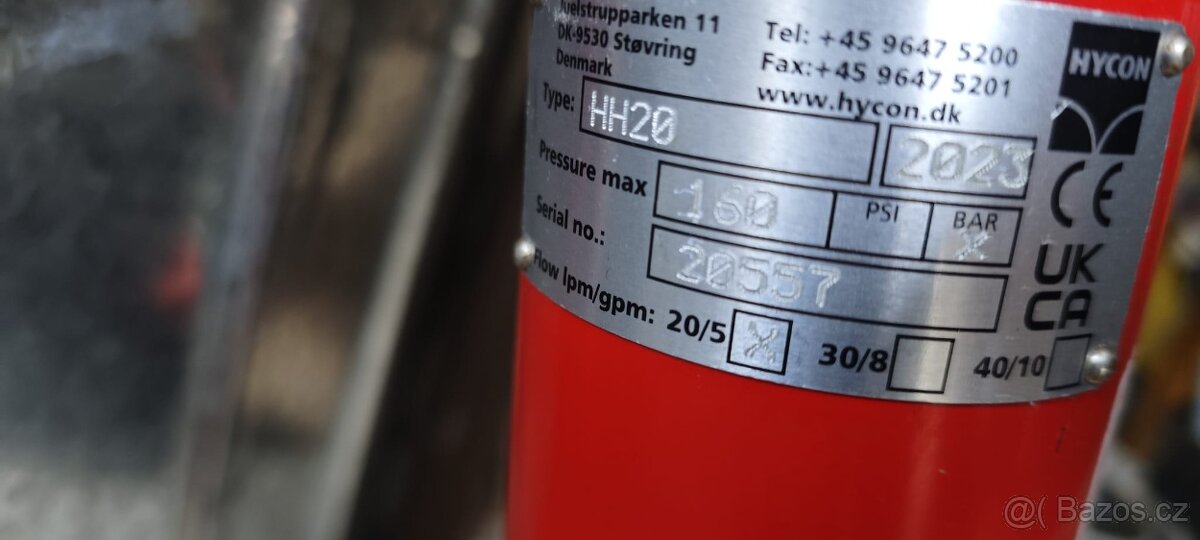 Juelstrupparken 11
DK-9530 Støvring
Denmark
Tel: +45 9647 5200
Fax:+45 9647 5201
www.hycon.dk
HYCON
Type: HH20 2023
Pressure max 160 PSI BAR X
Serial no.: 20557
Flow lpm/gpm: 20/5 X 30/8 40/10
CE
UK
CA
@( Bazos.cz